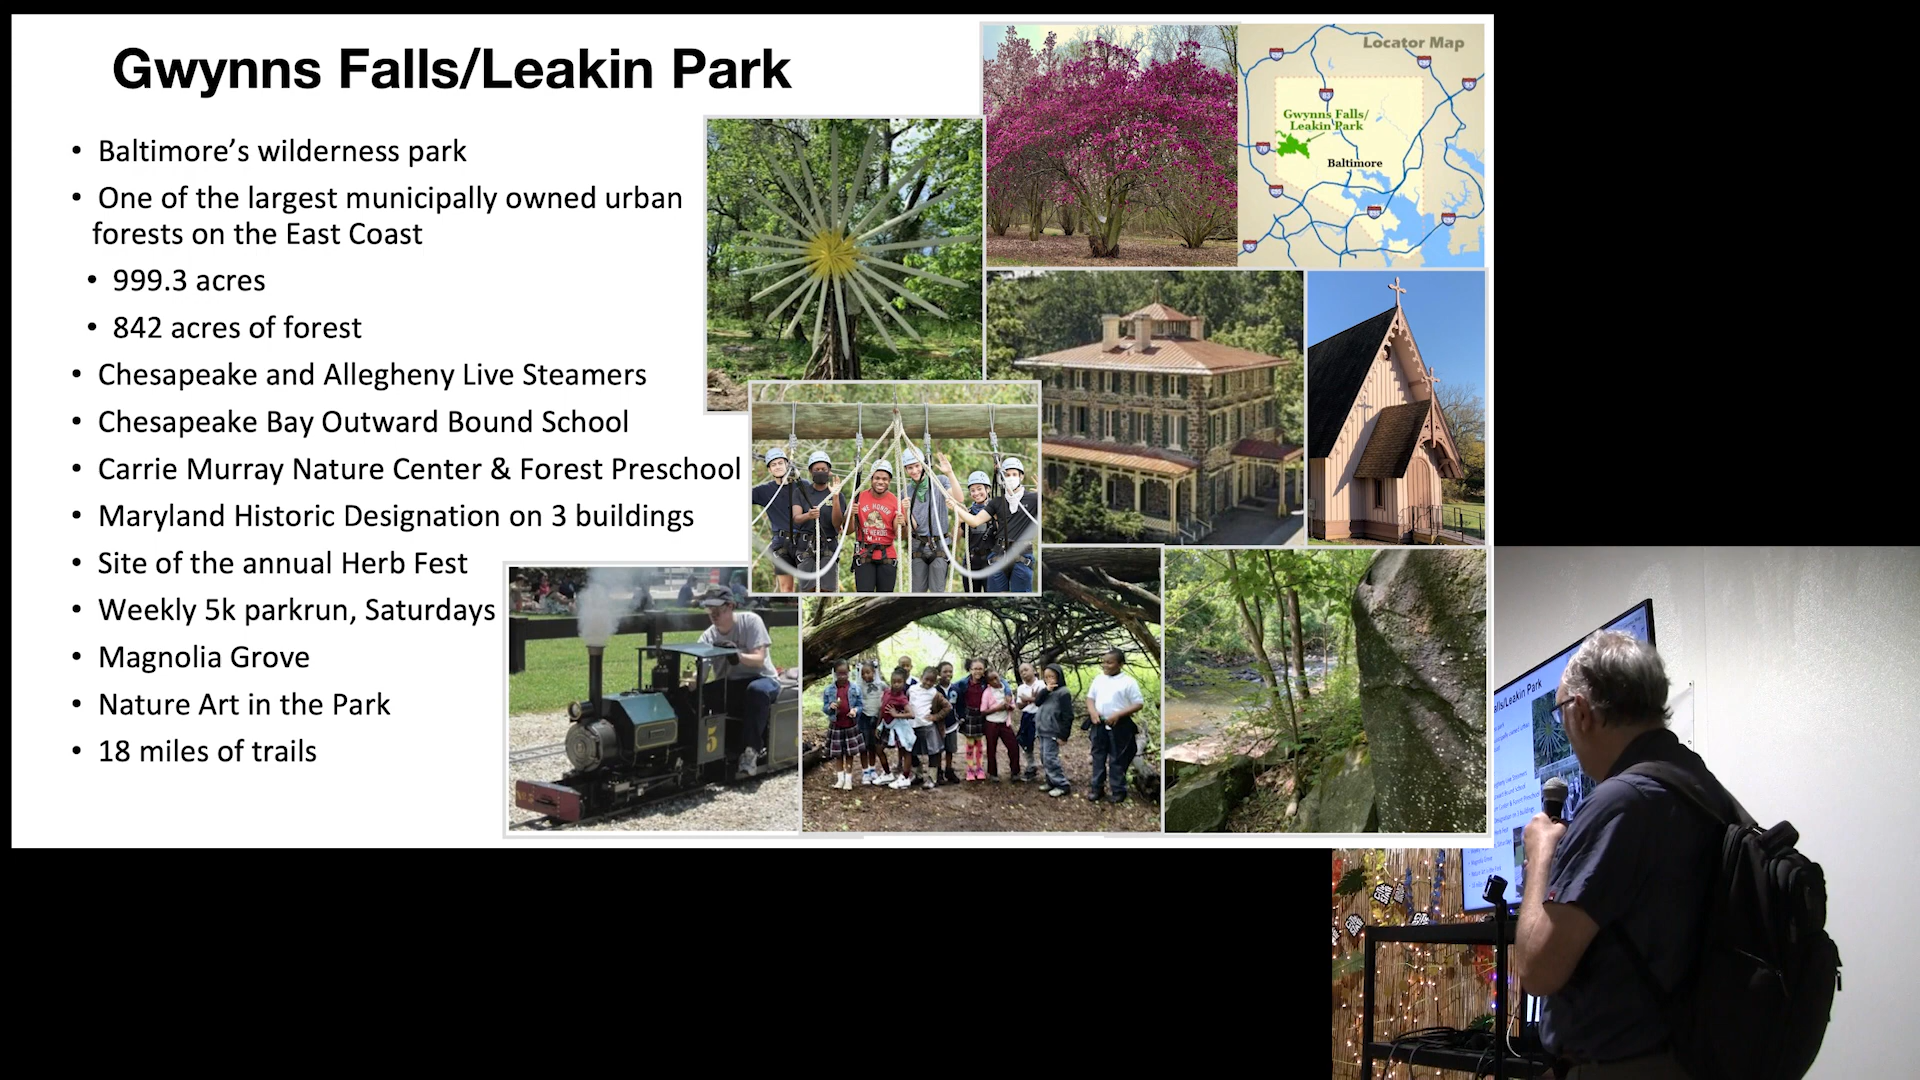 Gwynns Falls/Leakin Park
• Baltimore's wilderness park
• One of the largest municipally owned urban
forests on the East Coast
• 999.3 acres
• 842 acres of forest
• Chesapeake and Allegheny Live Steamers
• Chesapeake Bay Outward Bound School
• Carrie Murray Nature Center & Forest Preschool
• Maryland Historic Designation on 3 buildings
• Site of the annual Herb Fest
• Weekly 5k parkrun, Saturdays
• Magnolia Grove
• Nature Art in the Park
• 18 miles of trails
Locator Map
Gwynns Falls/
Leakin Park
Baltimore
5
alls/Leakin Park